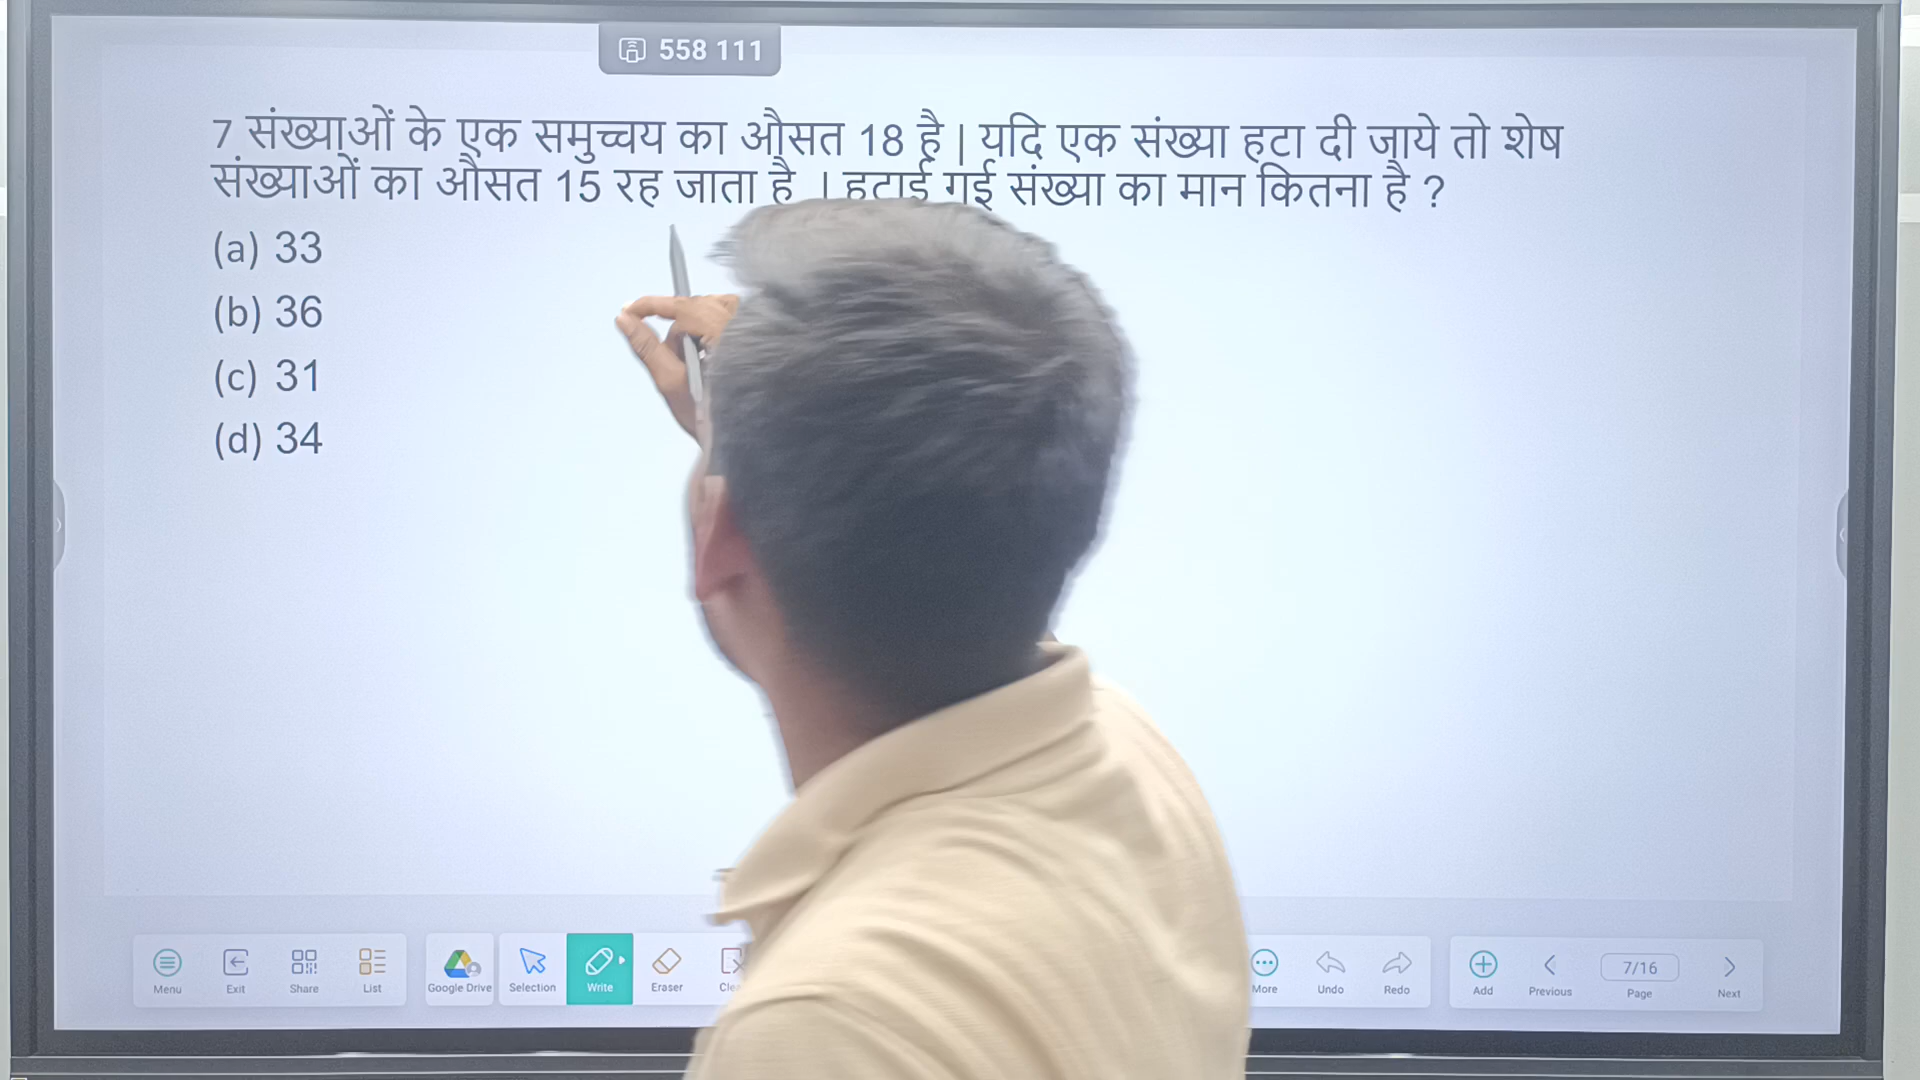 558 111
7 संख्याओं के एक समुच्चय का औसत 18 है | यदि एक संख्या हटा दी जाये तो शेष
संख्याओं का औसत 15 रह जाता है । हटाई गई संख्या का मान कितना है ?
(a) 33
(b) 36
(c) 31
(d) 34
Menu Exit Share List Google Drive Selection Write Eraser More Undo Redo Add Previous 7/16 Page Next